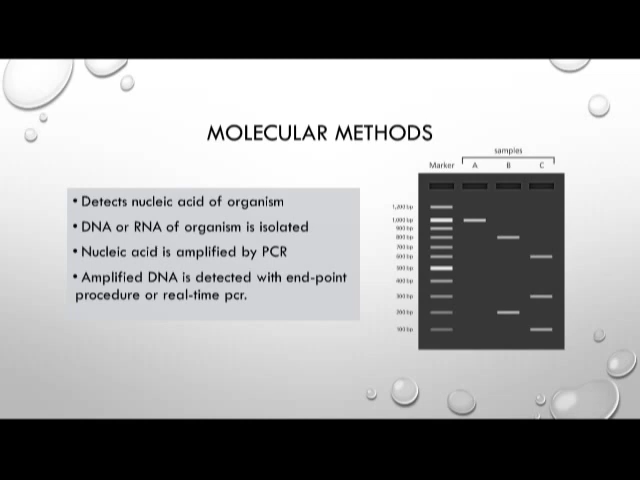 MOLECULAR METHODS
• Detects nucleic acid of organism
• DNA or RNA of organism is isolated
• Nucleic acid is amplified by PCR
• Amplified DNA is detected with end-point
procedure or real-time pcr.
samples
Marker A B C
1,200 bp
1,000 bp
900 bp
800 bp
700 bp
600 bp
500 bp
400 bp
300 bp
200 bp
100 bp